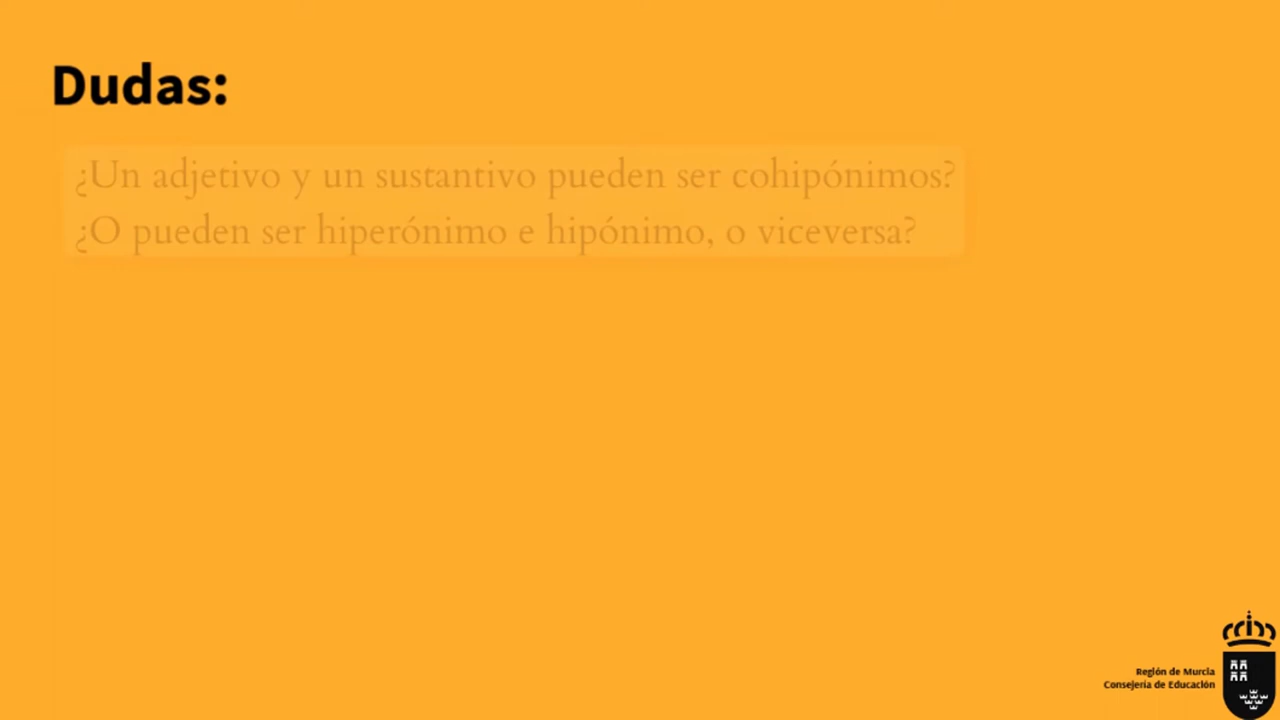 Dudas:
¿Un adjetivo y un sustantivo pueden ser cohipónimos?
¿O pueden ser hiperónimo e hipónimo, o viceversa?
Región de Murcia
Consejería de Educación